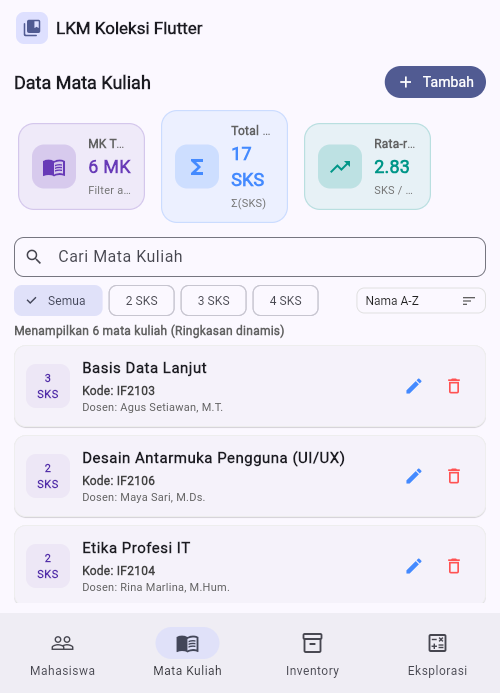 LKM Koleksi Flutter
Data Mata Kuliah
Tambah
MK T...
6 MK
Filter a...
Total ...
17
SKS
Σ(SKS)
Rata-r...
2.83
SKS / ...
Cari Mata Kuliah
Semua
2 SKS
3 SKS
4 SKS
Nama A-Z
Menampilkan 6 mata kuliah (Ringkasan dinamis)
3
SKS
Basis Data Lanjut
Kode: IF2103
Dosen: Agus Setiawan, M.T.
2
SKS
Desain Antarmuka Pengguna (UI/UX)
Kode: IF2106
Dosen: Maya Sari, M.Ds.
2
SKS
Etika Profesi IT
Kode: IF2104
Dosen: Rina Marlina, M.Hum.
Mahasiswa
Mata Kuliah
Inventory
Eksplorasi